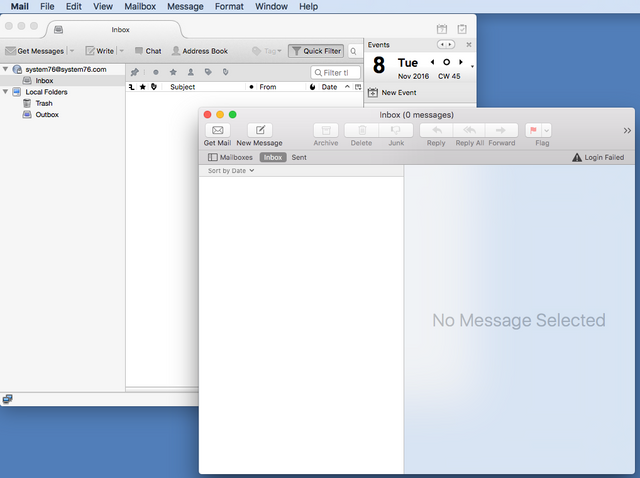 Mail File Edit View Mailbox Message Format Window Help
Inbox
Get Messages Write Chat Address Book Tag Quick Filter
Events
8 Tue
Nov 2016 CW 45
New Event
system76@system76.com
Inbox
Local Folders
Trash
Outbox
Filter t
Subject From Date
Inbox (0 messages)
Get Mail New Message Archive Delete Junk Reply Reply All Forward Flag
Mailboxes Inbox Sent Login Failed
Sort by Date
No Message Selected